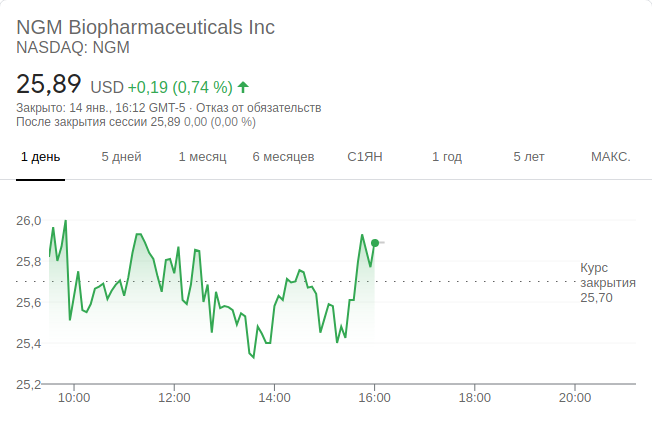 NGM Biopharmaceuticals Inc
NASDAQ: NGM
25,89 USD +0,19 (0,74 %)
Закрыто: 14 янв., 16:12 GMT-5 · Отказ от обязательств
После закрытия сессии 25,89 0,00 (0,00 %)
1 день 5 дней 1 месяц 6 месяцев С1ЯН 1 год 5 лет МАКС.
26,0
25,8
Курс
закрытия
25,70
25,6
25,4
25,2
10:00 12:00 14:00 16:00 18:00 20:00